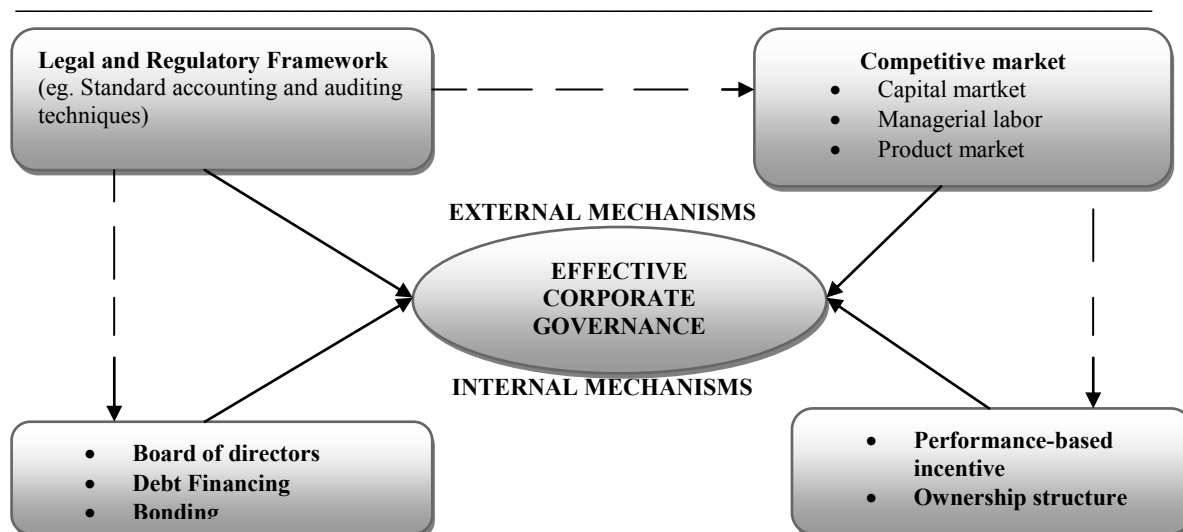 Legal and Regulatory Framework
(eg. Standard accounting and auditing
techniques)
Competitive market
• Capital martket
• Managerial labor
• Product market
EXTERNAL MECHANISMS
EFFECTIVE
CORPORATE
GOVERNANCE
INTERNAL MECHANISMS
• Board of directors
• Debt Financing
• Bonding
• Performance-based
incentive
• Ownership structure